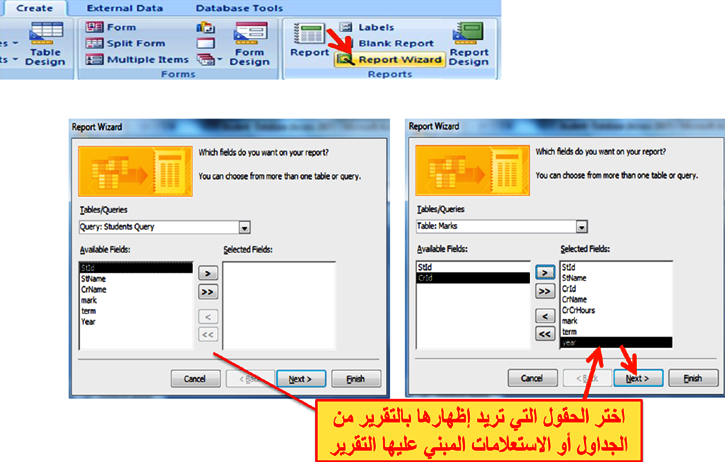 Create External Data Database Tools
Form
Split Form
Multiple Items
Table
Design
Form
Design
Forms
Report
Labels
Blank Report
Report Wizard
Report
Design
Reports
Report Wizard
Which fields do you want on your report?
You can choose from more than one table or query.
Tables/Queries
Query: Students Query
Available Fields: Selected Fields:
StId
StName
CrName
mark
term
Year
>
>>
<
<<
Cancel < Back Next > Finish
Report Wizard
Which fields do you want on your report?
You can choose from more than one table or query.
Tables/Queries
Table: Marks
Available Fields: Selected Fields:
StId
CrId
>
>>
<
<<
StId
StName
CrId
CrName
CrCrHours
mark
term
year
Cancel < Back Next > Finish
اختر الحقول التي تريد إظهارها بالتقرير من
الجداول أو الاستعلامات المبني عليها التقرير